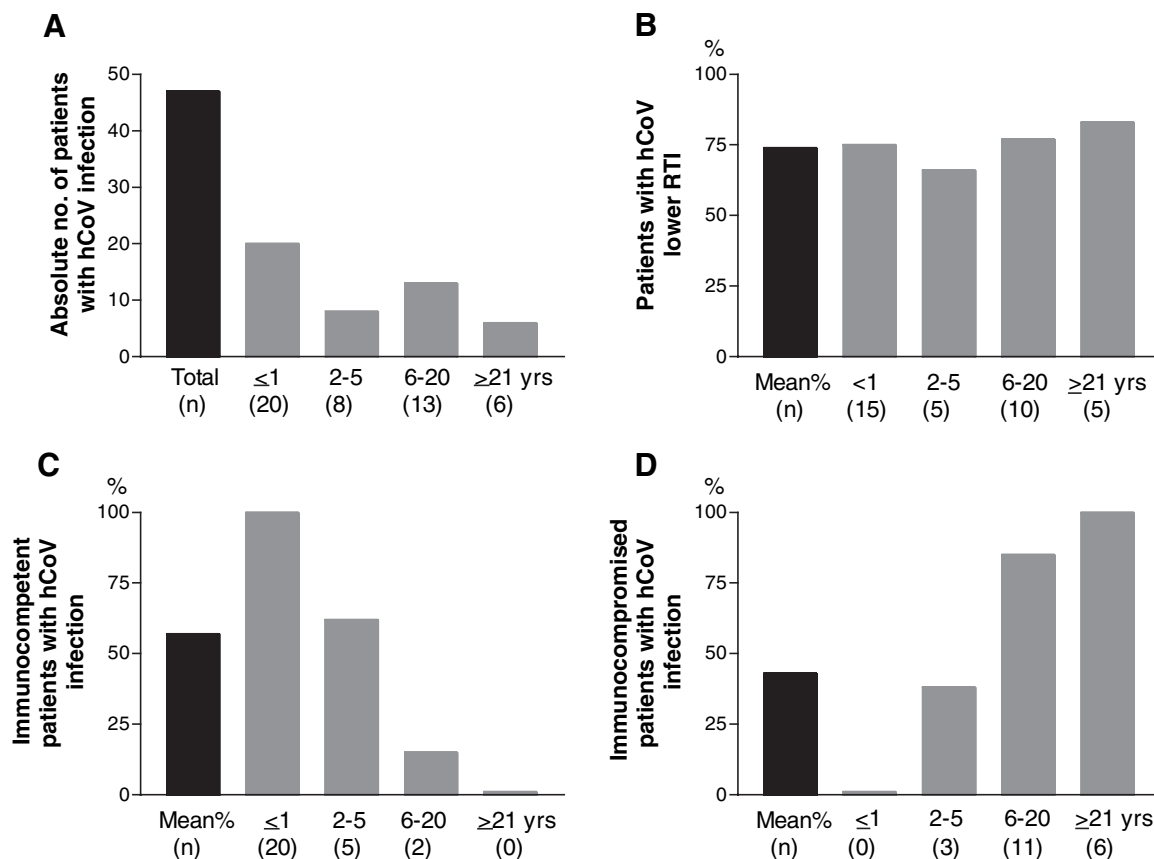 A
Absolute no. of patients
with hCoV infection
50
40
30
20
10
0
Total <1 2-5 6-20 >21 yrs
(n) (20) (8) (13) (6)
B
%
Patients with hCoV
lower RTI
100
75
50
25
0
Mean% <1 2-5 6-20 >21 yrs
(n) (15) (5) (10) (5)
C
%
Immunocompetent
patients with hCoV
infection
100
75
50
25
0
Mean% <1 2-5 6-20 >21 yrs
(n) (20) (5) (2) (0)
D
%
Immunocompromised
patients with hCoV
infection
100
75
50
25
0
Mean% <1 2-5 6-20 >21 yrs
(n) (0) (3) (11) (6)